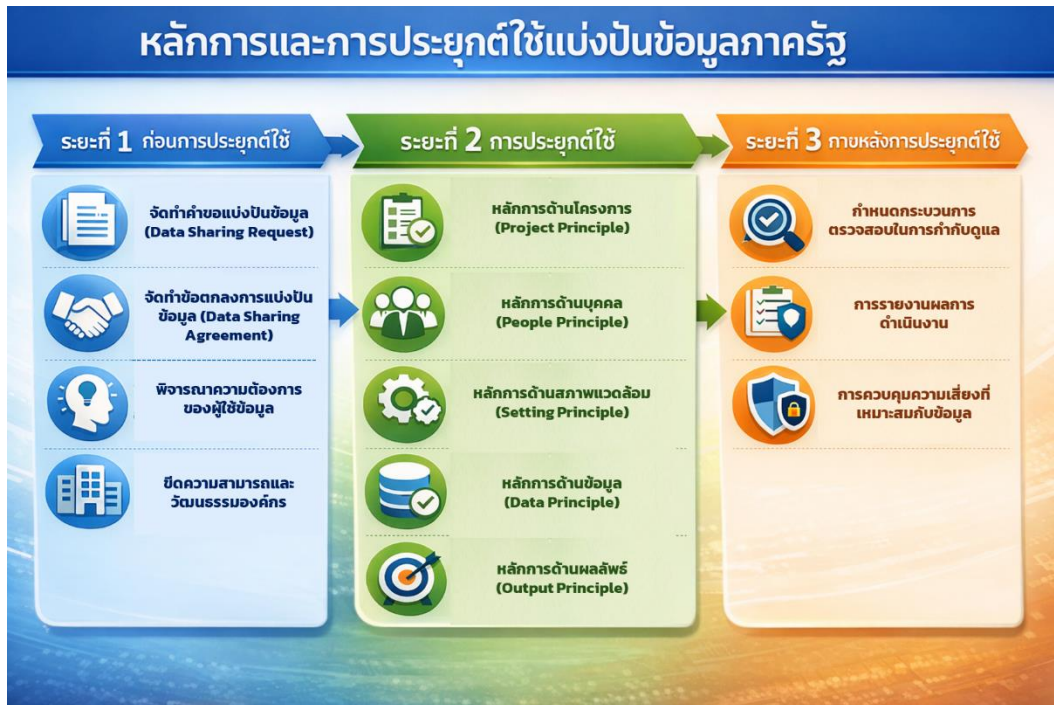 หลักการและการประยุกต์ใช้แบ่งปันข้อมูลภาครัฐ
ระยะที่ 1 ก่อนการประยุกต์ใช้
จัดทำคำขอแบ่งปันข้อมูล
(Data Sharing Request)
จัดทำข้อตกลงการแบ่งปัน
ข้อมูล (Data Sharing
Agreement)
พิจารณาความต้องการ
ของผู้ใช้ข้อมูล
ขีดความสามารถและ
วัฒนธรรมองค์กร
ระยะที่ 2 การประยุกต์ใช้
หลักการด้านโครงการ
(Project Principle)
หลักการด้านบุคคล
(People Principle)
หลักการด้านสภาพแวดล้อม
(Setting Principle)
หลักการด้านข้อมูล
(Data Principle)
หลักการด้านผลลัพธ์
(Output Principle)
ระยะที่ 3 ภายหลังการประยุกต์ใช้
กำหนดกระบวนการ
ตรวจสอบในการกำกับดูแล
การรายงานผลการ
ดำเนินงาน
การควบคุมความเสี่ยงที่
เหมาะสมกับข้อมูล